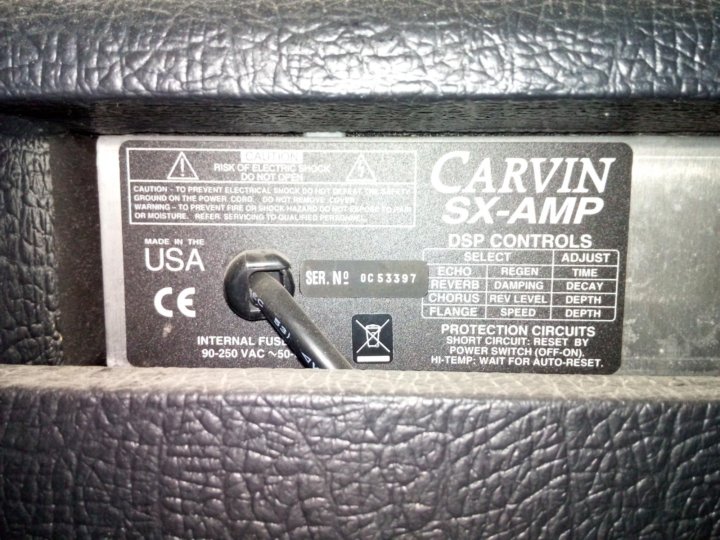 CAUTION
RISK OF ELECTRIC SHOCK
DO NOT OPEN
CAUTION - TO PREVENT ELECTRICAL SHOCK DO NOT DEFEAT THE SAFETY
GROUND ON THE POWER CORD. DO NOT REMOVE COVER.
WARNING - TO PREVENT FIRE OR SHOCK HAZARD DO NOT EXPOSE TO RAIN
OR MOISTURE. REFER SERVICING TO QUALIFIED PERSONNEL.
MADE IN THE
USA
CE
SER. Nº 0C53397
INTERNAL
90-250 VAC
CARVIN
SX-AMP
DSP CONTROLS
SELECT ADJUST
ECHO REGEN TIME
REVERB DAMPING DECAY
CHORUS REV LEVEL DEPTH
FLANGE SPEED DEPTH
PROTECTION CIRCUITS
SHORT CIRCUIT: RESET BY
POWER SWITCH (OFF-ON).
HI-TEMP: WAIT FOR AUTO-RESET.